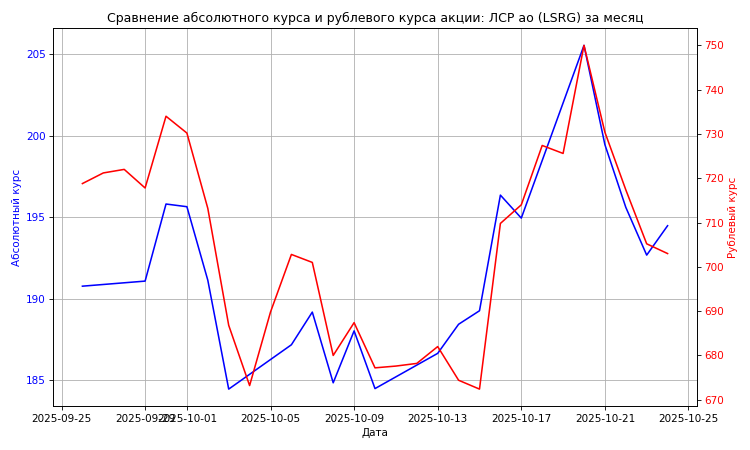 Сравнение абсолютного курса и рублевого курса акции: ЛСР ао (LSRG) за месяц
205
200
195
190
185
Абсолютный курс
750
740
730
720
710
700
690
680
670
Рублевый курс
2025-09-25 2025-09-29 2025-10-01 2025-10-05 2025-10-09 2025-10-13 2025-10-17 2025-10-21 2025-10-25
Дата